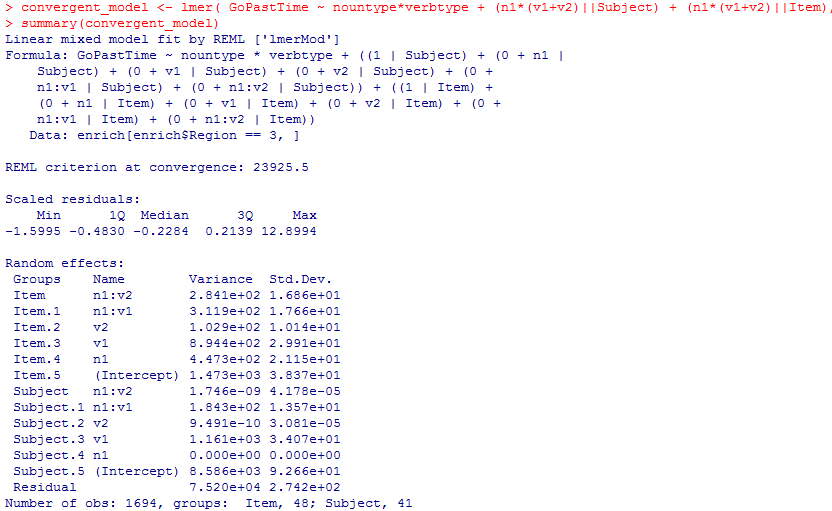 > convergent_model <- lmer( GoPastTime ~ nountype*verbtype + (n1*(v1+v2)||Subject) + (n1*(v1+v2)||Item),
> summary(convergent_model)
Linear mixed model fit by REML ['lmerMod']
Formula: GoPastTime ~ nountype * verbtype + ((1 | Subject) + (0 + n1 |
    Subject) + (0 + v1 | Subject) + (0 + v2 | Subject) + (0 +
    n1:v1 | Subject) + (0 + n1:v2 | Subject)) + ((1 | Item) +
    (0 + n1 | Item) + (0 + v1 | Item) + (0 + v2 | Item) + (0 +
    n1:v1 | Item) + (0 + n1:v2 | Item))
   Data: enrich[enrich$Region == 3, ]
REML criterion at convergence: 23925.5
Scaled residuals:
    Min      1Q  Median      3Q     Max
-1.5995 -0.4830 -0.2284  0.2139 12.8994
Random effects:
 Groups    Name        Variance  Std.Dev.
 Item      n1:v2       2.841e+02 1.686e+01
 Item.1    n1:v1       3.119e+02 1.766e+01
 Item.2    v2          1.029e+02 1.014e+01
 Item.3    v1          8.944e+02 2.991e+01
 Item.4    n1          4.473e+02 2.115e+01
 Item.5    (Intercept) 1.473e+03 3.837e+01
 Subject   n1:v2       1.746e-09 4.178e-05
 Subject.1 n1:v1       1.843e+02 1.357e+01
 Subject.2 v2          9.491e-10 3.081e-05
 Subject.3 v1          1.161e+03 3.407e+01
 Subject.4 n1          0.000e+00 0.000e+00
 Subject.5 (Intercept) 8.586e+03 9.266e+01
 Residual              7.520e+04 2.742e+02
Number of obs: 1694, groups:  Item, 48; Subject, 41